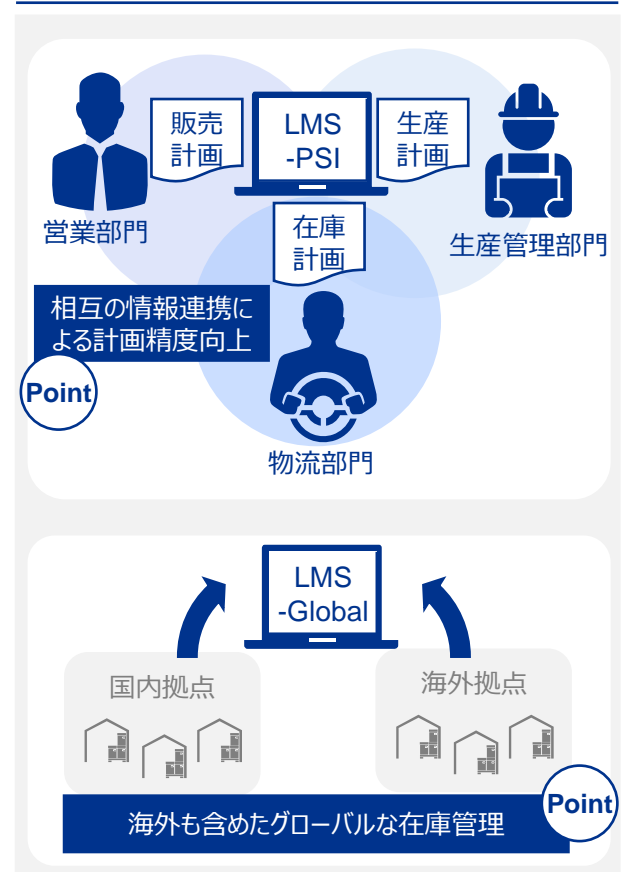 販売
計画
LMS
-PSI
生産
計画
営業部門
在庫
計画
生産管理部門
相互の情報連携に
よる計画精度向上
Point
物流部門
LMS
-Global
国内拠点
海外拠点
Point
海外も含めたグローバルな在庫管理